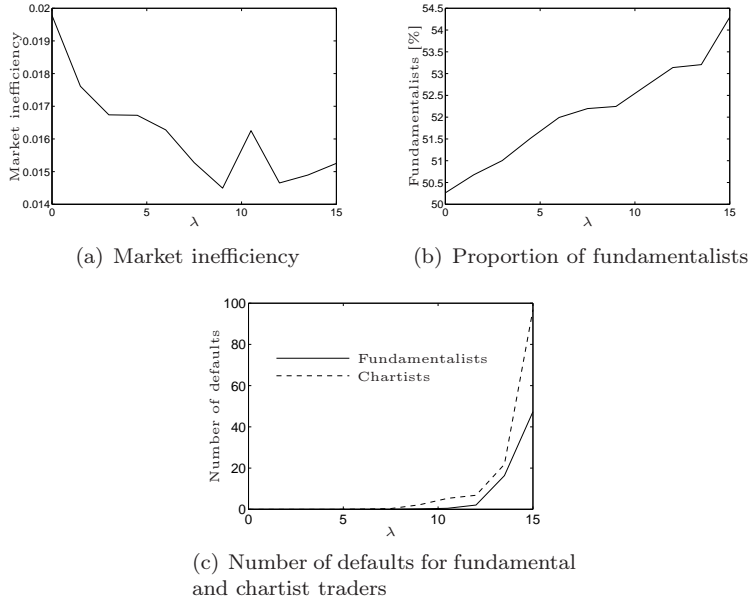 0.02
0.019
0.018
0.017
0.016
0.015
0.014
Market inefficiency
0 5 10 15
λ
(a) Market inefficiency
54.5
54
53.5
53
52.5
52
51.5
51
50.5
50
Fundamentalists [%]
0 5 10 15
λ
(b) Proportion of fundamentalists
100
80
60
40
20
0
Number of defaults
Fundamentalists
Chartists
0 5 10 15
λ
(c) Number of defaults for fundamental
and chartist traders